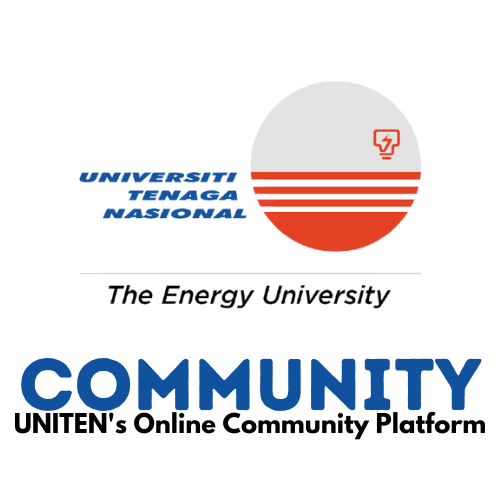 UNIVERSITI
TENAGA
NASIONAL
The Energy University
COMMUNITY
UNITEN's Online Community Platform